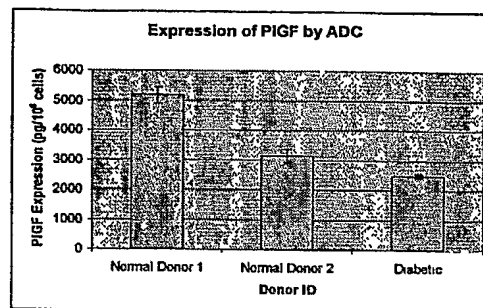 Expression of PlGF by ADC
PlGF Expression (pg/10⁶ cells)
6000
5000
4000
3000
2000
1000
0
Normal Donor 1 Normal Donor 2 Diabetic
Donor ID